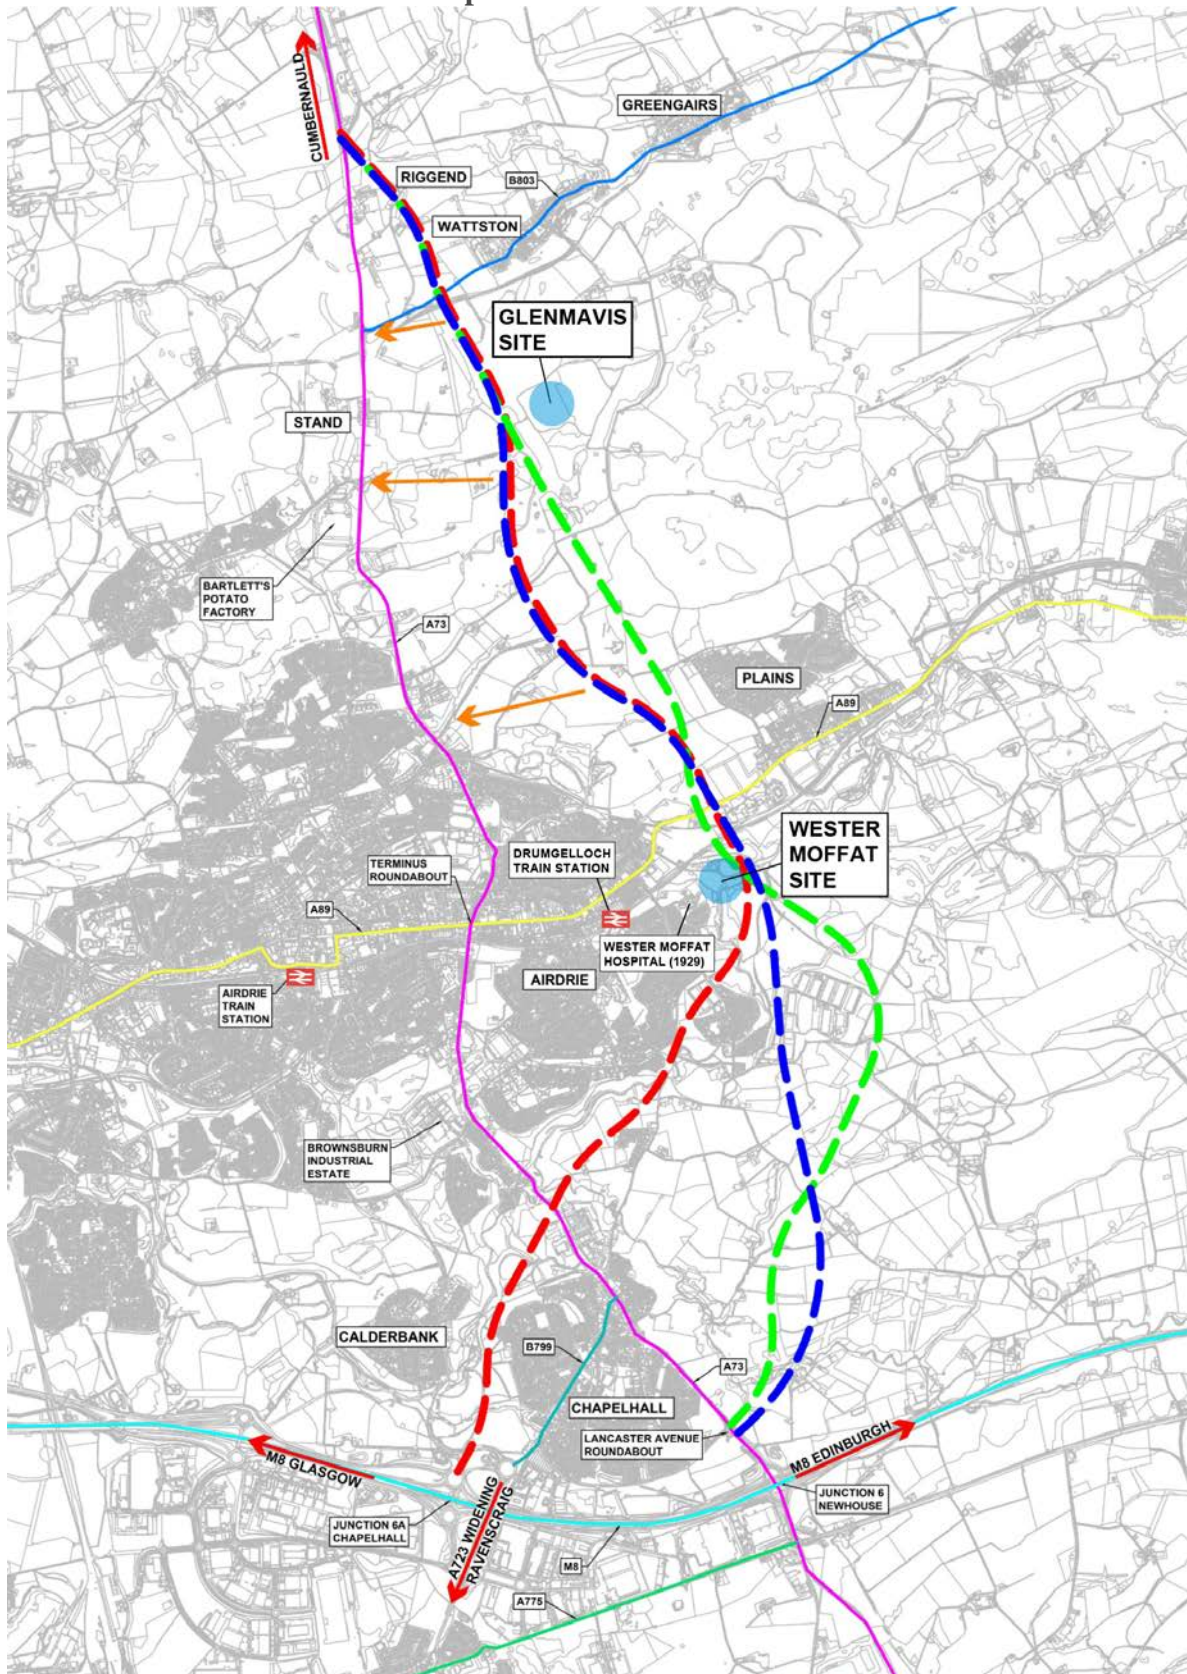 CUMBERNAULD
GREENGAIRS
RIGGEND
B803
WATTSTON
GLENMAVIS
SITE
STAND
BARTLETT'S
POTATO
FACTORY
A73
PLAINS
A89
WESTER
MOFFAT
SITE
DRUMGELLOCH
TRAIN STATION
TERMINUS
ROUNDABOUT
A89
WESTER MOFFAT
HOSPITAL (1929)
AIRDRIE
AIRDRIE
TRAIN
STATION
BROWNSBURN
INDUSTRIAL
ESTATE
CALDERBANK
B799
A73
CHAPELHALL
LANCASTER AVENUE
ROUNDABOUT
M8 EDINBURGH
M8 GLASGOW
JUNCTION 6
NEWHOUSE
A723 WIDENING
RAVENSCRAIG
JUNCTION 6A
CHAPELHALL
M8
A775